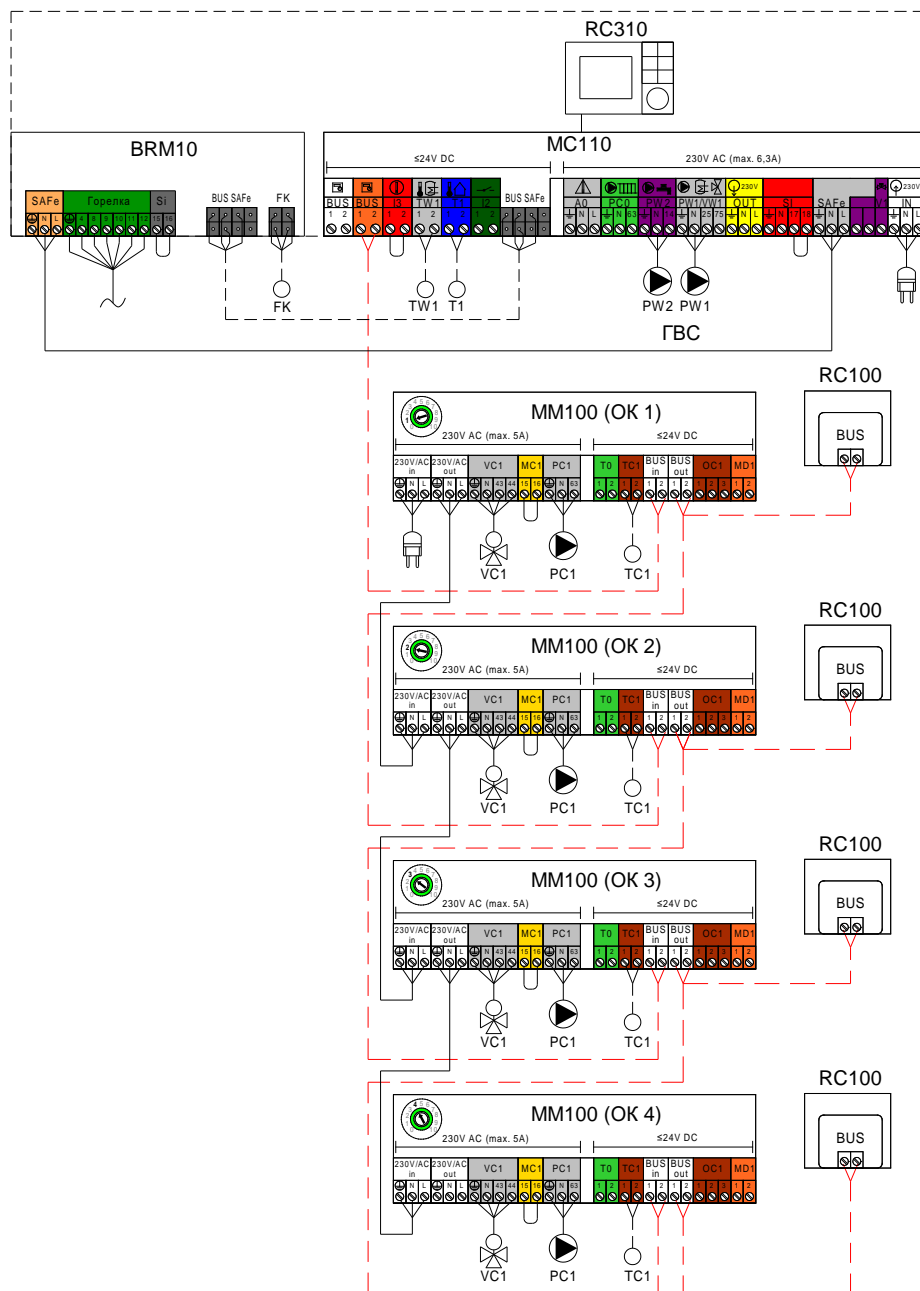 RC310
BRM10
MC110
≤24V DC
230V AC (max. 6,3A)
SAFe Горелка Si
N L 4 8 9 10 11 12 15 16
BUS SAFe FK
BUS BUS I3 TW1 T1 I2 BUS SAFe
1 2 1 2 1 2 1 2 1 2 1 2
230V 230V
A0 PC0 PW2 PW1/VW1 OUT SI SAFe V1 IN
N L N 63 N 14 N 25 75 N L N 17 18 N L N L
FK TW1 T1 PW2 PW1
ГВС
RC100
BUS
MM100 (ОК 1)
230V AC (max. 5A) ≤24V DC
230V/AC in 230V/AC out VC1 MC1 PC1 T0 TC1 BUS in BUS out OC1 MD1
N L N L N 43 44 15 16 N 63 1 2 1 2 1 2 1 2 1 2 3 1 2
VC1 PC1 TC1
RC100
BUS
MM100 (ОК 2)
230V AC (max. 5A) ≤24V DC
230V/AC in 230V/AC out VC1 MC1 PC1 T0 TC1 BUS in BUS out OC1 MD1
N L N L N 43 44 15 16 N 63 1 2 1 2 1 2 1 2 1 2 3 1 2
VC1 PC1 TC1
RC100
BUS
MM100 (ОК 3)
230V AC (max. 5A) ≤24V DC
230V/AC in 230V/AC out VC1 MC1 PC1 T0 TC1 BUS in BUS out OC1 MD1
N L N L N 43 44 15 16 N 63 1 2 1 2 1 2 1 2 1 2 3 1 2
VC1 PC1 TC1
RC100
BUS
MM100 (ОК 4)
230V AC (max. 5A) ≤24V DC
230V/AC in 230V/AC out VC1 MC1 PC1 T0 TC1 BUS in BUS out OC1 MD1
N L N L N 43 44 15 16 N 63 1 2 1 2 1 2 1 2 1 2 3 1 2
VC1 PC1 TC1